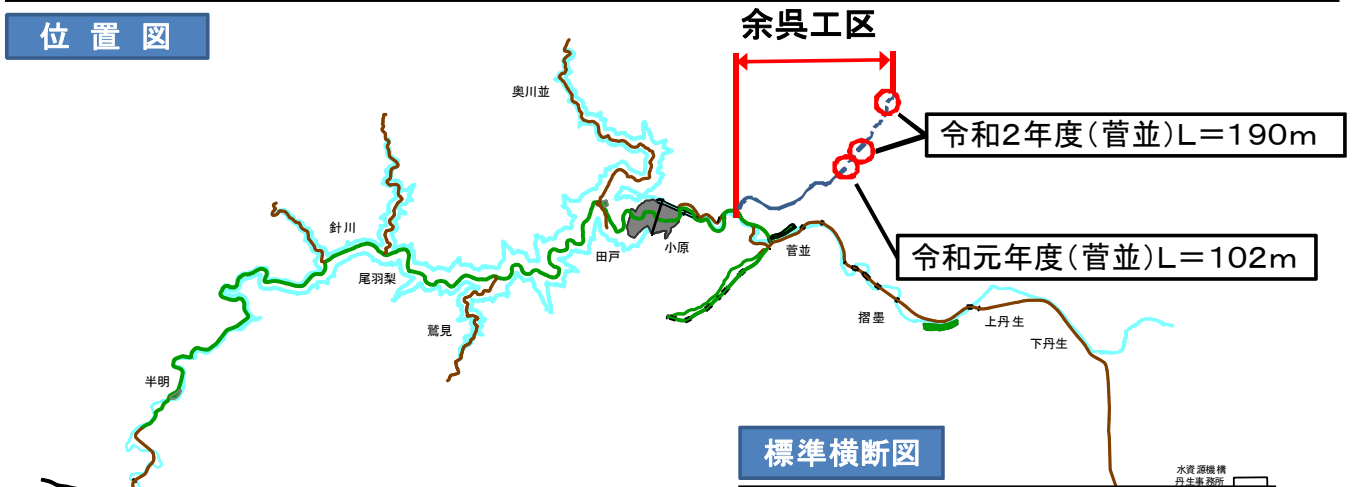 位置図
余呉工区
奥川並
令和2年度(菅並)L=190m
針川
小原
菅並
令和元年度(菅並)L=102m
田戸
尾羽梨
鷲見
摺墨
上丹生
下丹生
半明
標準横断図
水資源機構
丹生事務所